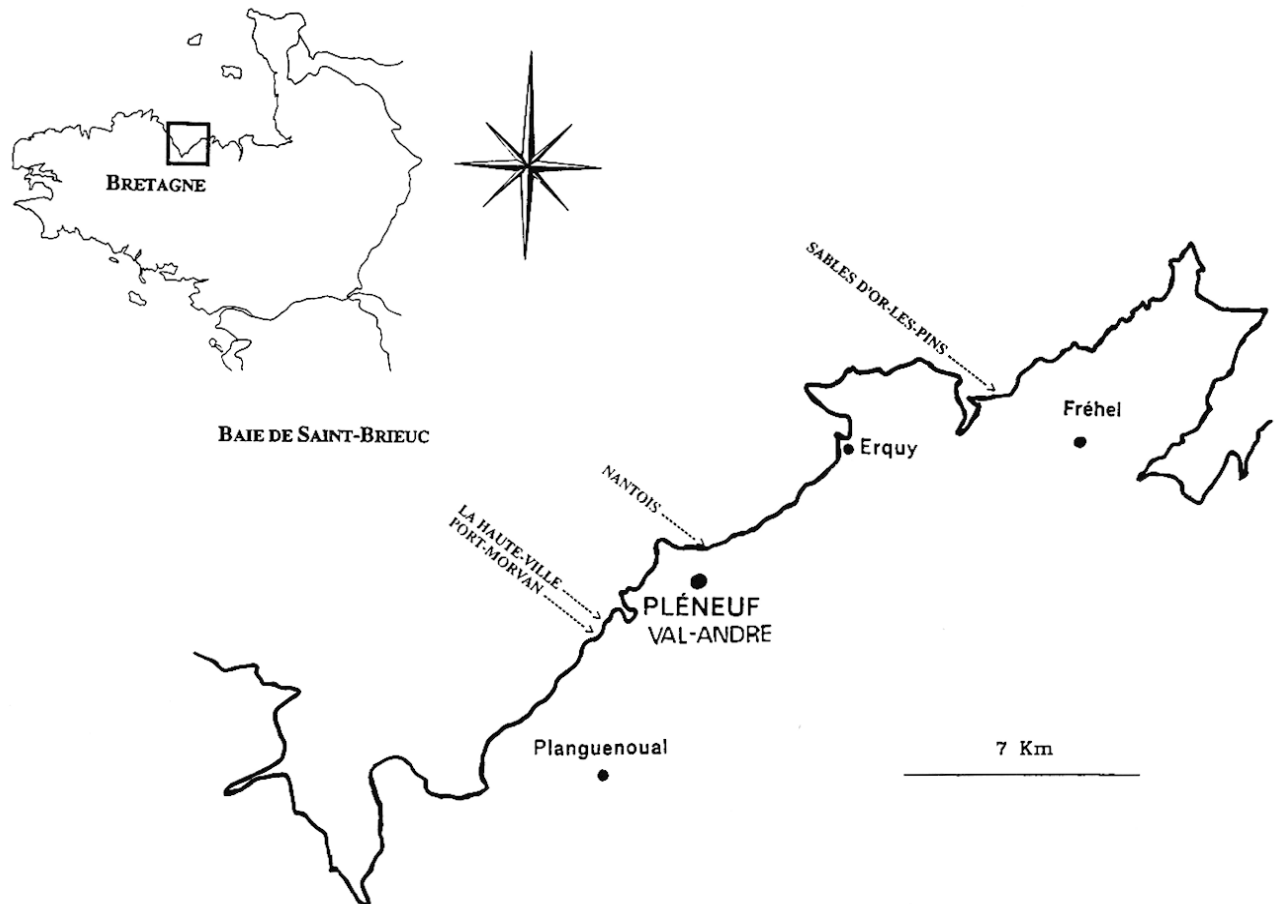 BRETAGNE
BAIE DE SAINT-BRIEUC
SABLES D'OR-LES-PINS
Fréhel
Erquy
NANTOIS
LA HAUTE-VILLE
PORT-MORVAN
PLÉNEUF
VAL-ANDRE
Planguenoual
7 Km